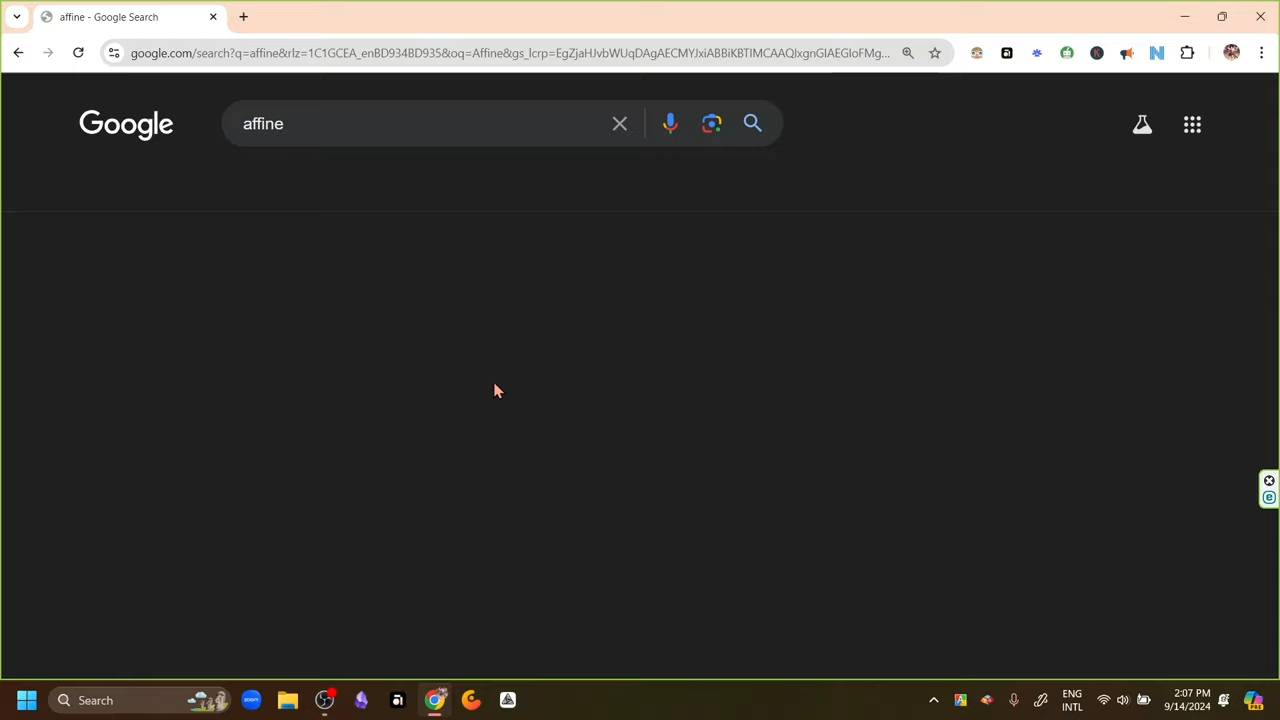 affine - Google Search
google.com/search?q=affine&rlz=1C1GCEA_enBD934BD935&oq=Affine&gs_lcrp=EgZjaHJvbWUqDAgAECMYJxiABBiKBTIMCAAQIxgnGIAEGIoFMg...
Google
affine
Search
zoom
ENG
INTL
2:07 PM
9/14/2024